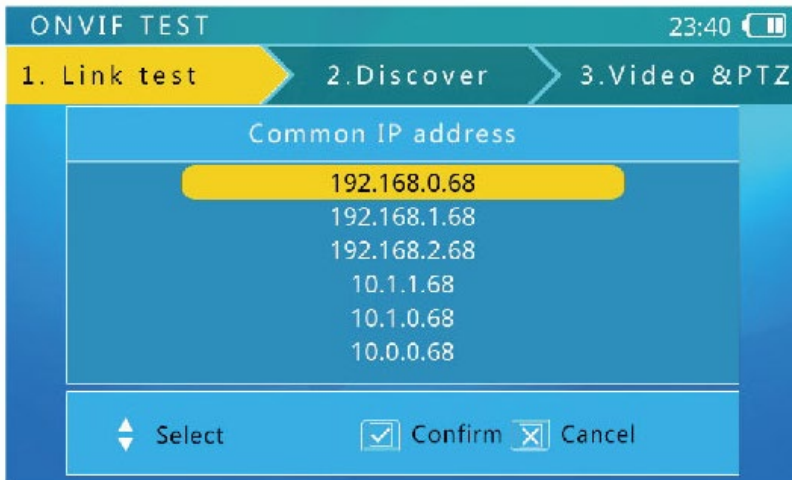 ONVIF TEST 23:40
1. Link test 2.Discover 3.Video &PTZ
Common IP address
192.168.0.68
192.168.1.68
192.168.2.68
10.1.1.68
10.1.0.68
10.0.0.68
Select Confirm Cancel